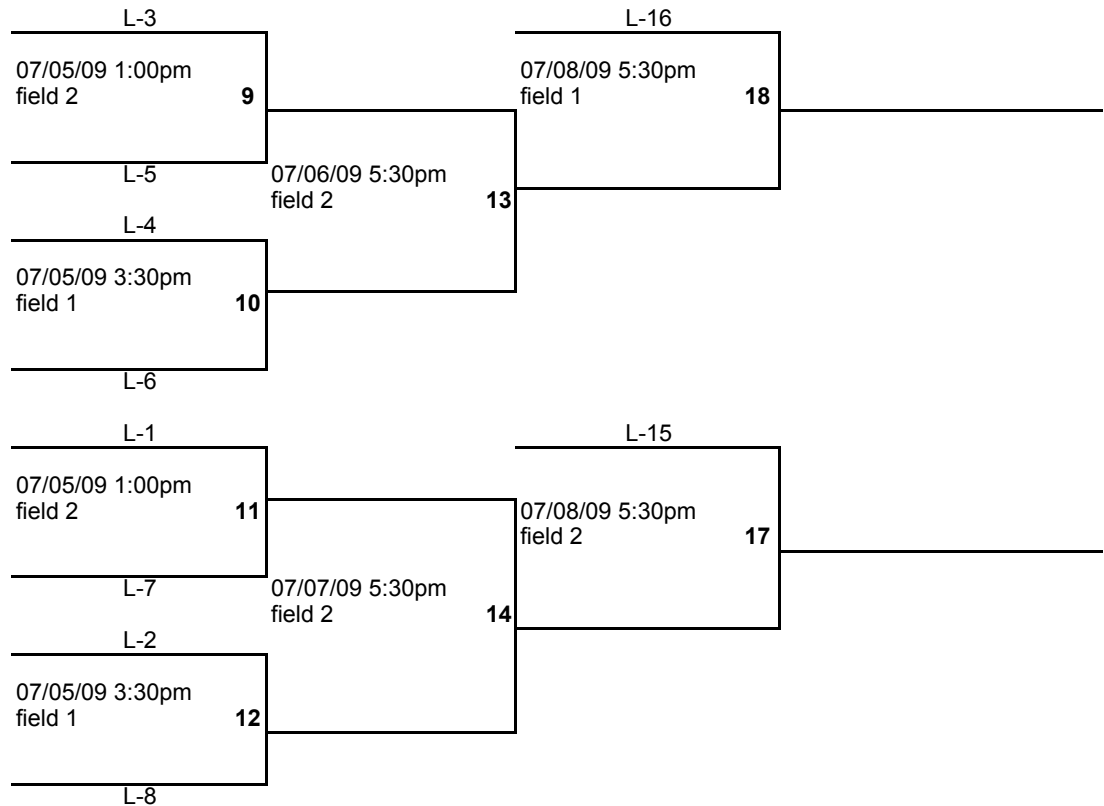 L-3
07/05/09 1:00pm
field 2
9
L-5
L-4
07/05/09 3:30pm
field 1
10
L-6
07/06/09 5:30pm
field 2
13
L-16
07/08/09 5:30pm
field 1
18
L-1
07/05/09 1:00pm
field 2
11
L-7
L-2
07/05/09 3:30pm
field 1
12
L-8
07/07/09 5:30pm
field 2
14
L-15
07/08/09 5:30pm
field 2
17